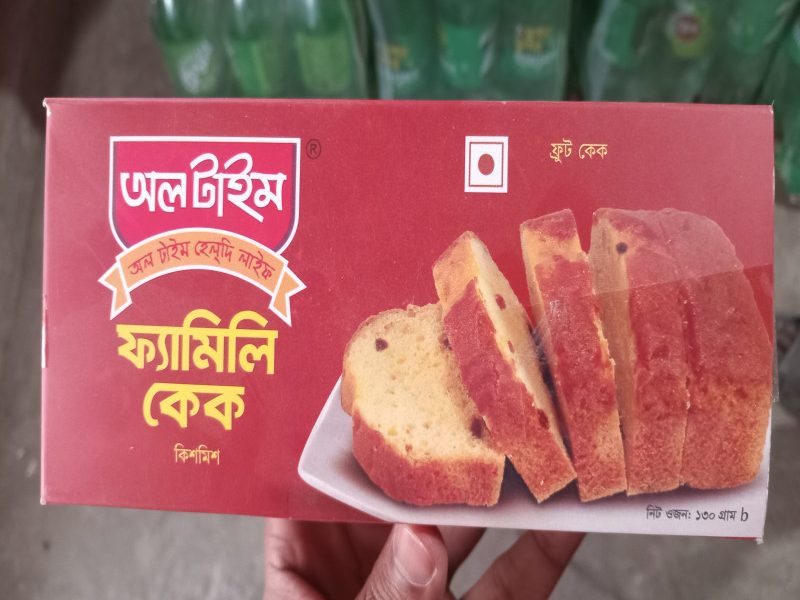 অল টাইম
®
অল টাইম হেল্‌দি লাইফ
ফ্যামিলি
কেক
কিশমিশ
ফ্রুট কেক
নিট ওজন: ১৩০ গ্রাম b